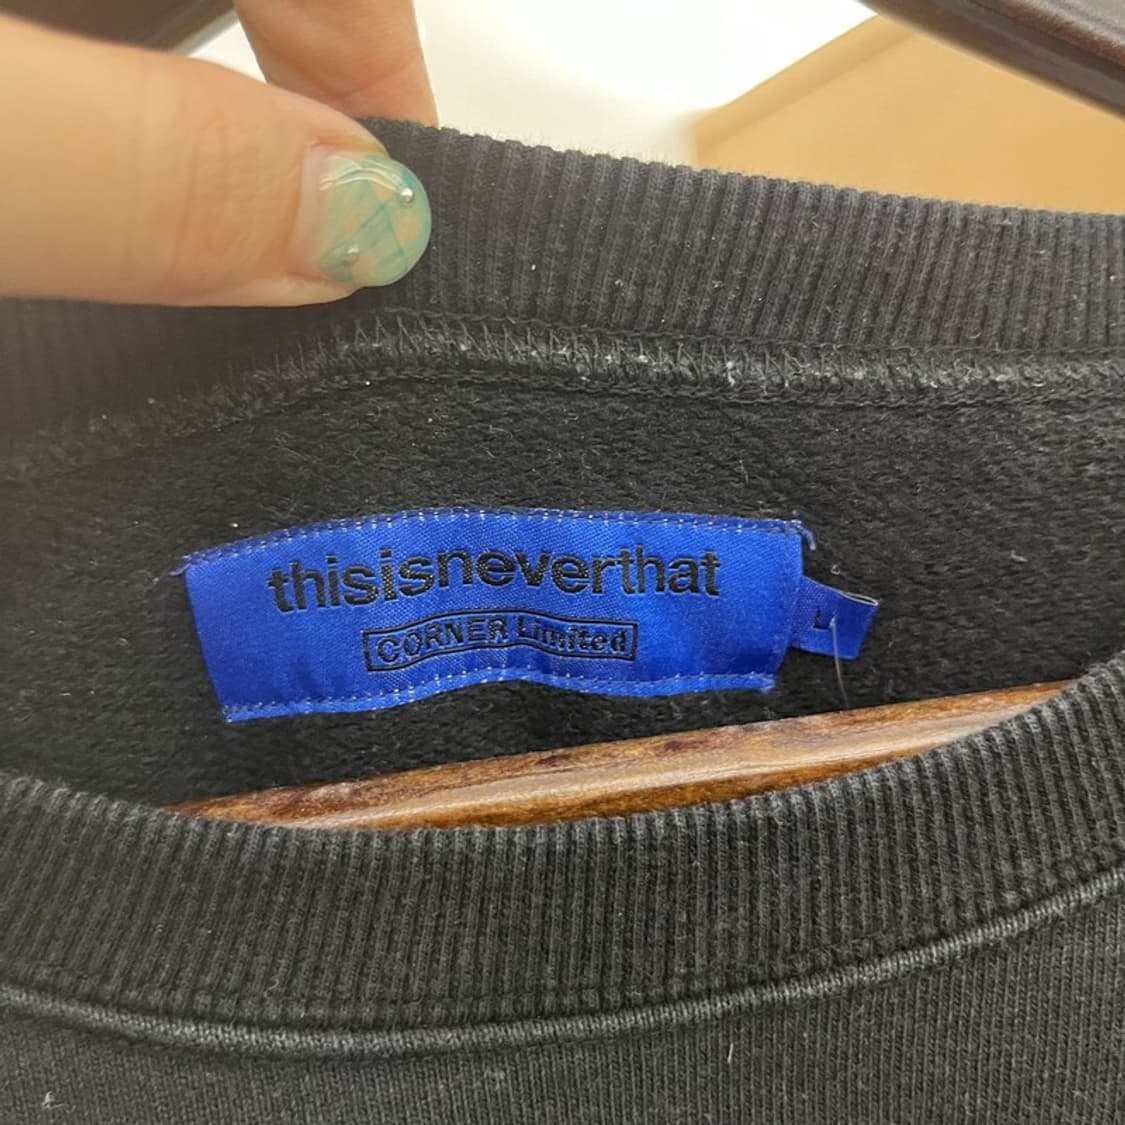 thisisneverthat
CORNER Limited
L